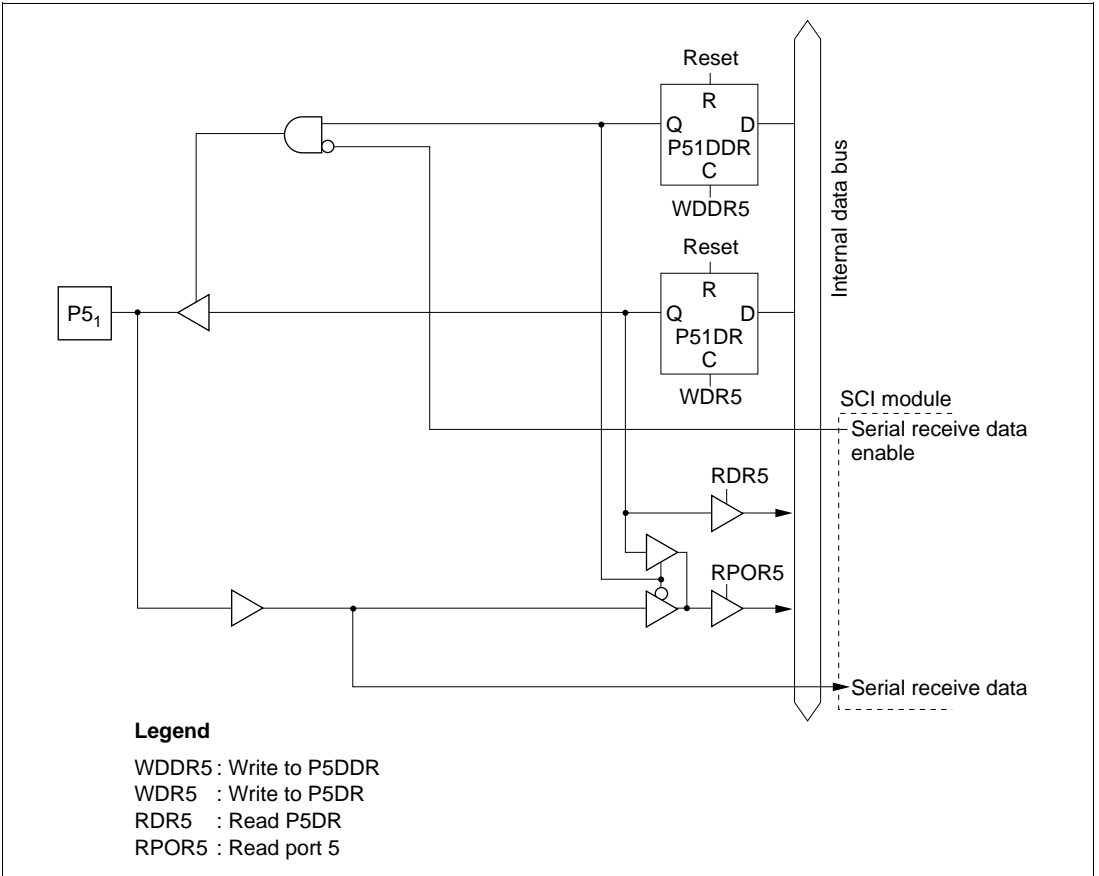 Reset
R
Q D
P51DDR
C
WDDR5
Internal data bus
Reset
R
P5₁
Q D
P51DR
C
WDR5
SCI module
Serial receive data
enable
RDR5
RPOR5
Serial receive data
Legend
WDDR5 : Write to P5DDR
WDR5 : Write to P5DR
RDR5 : Read P5DR
RPOR5 : Read port 5